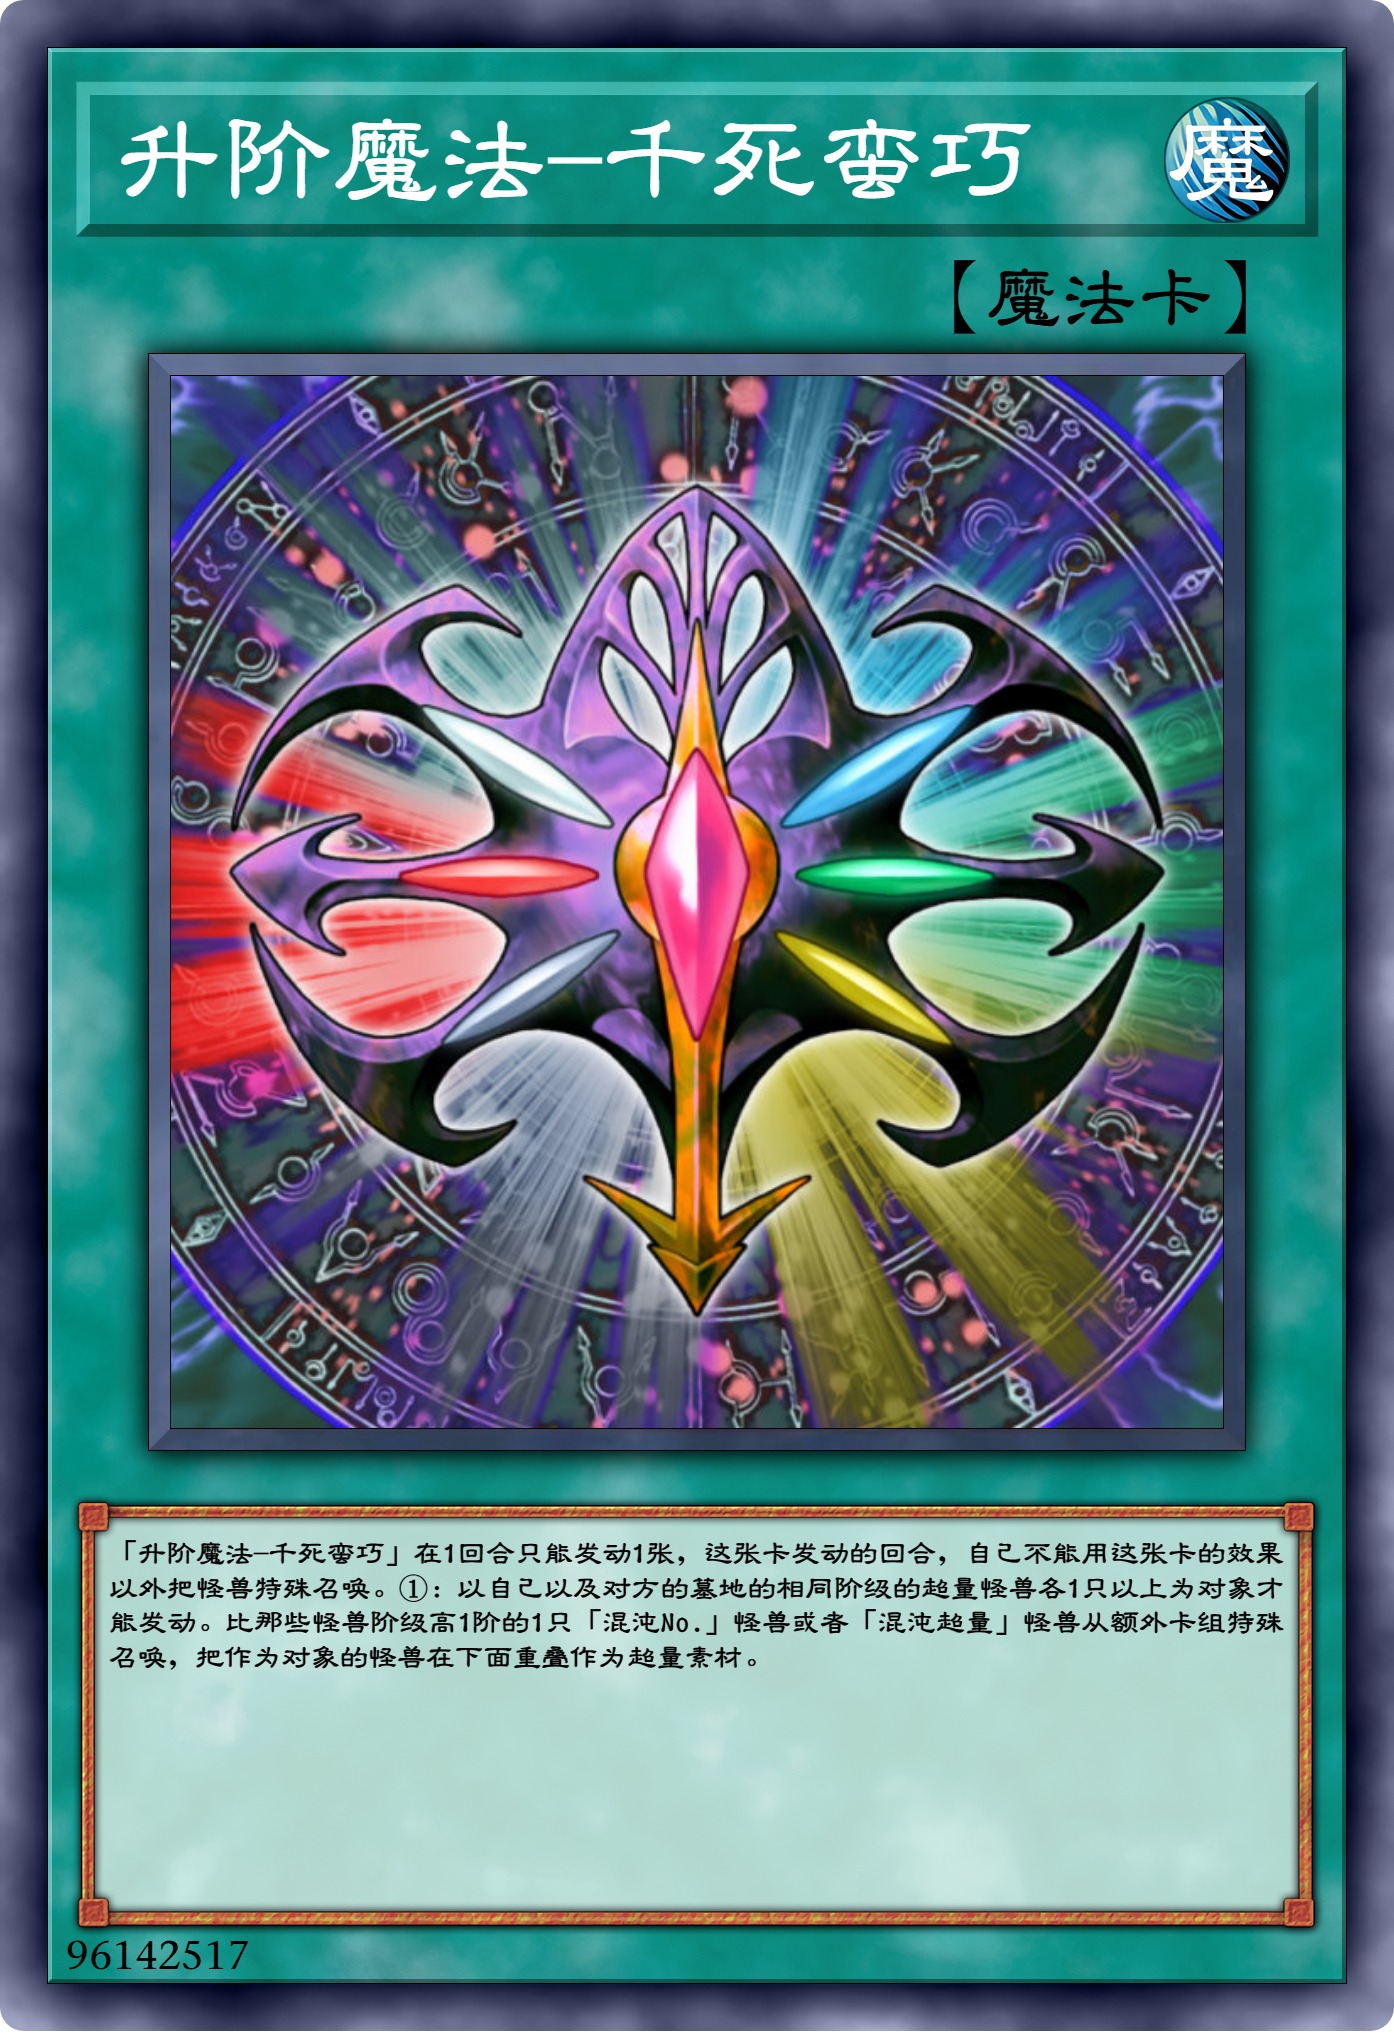 升阶魔法-千死蛮巧
魔
【魔法卡】
「升阶魔法-千死蛮巧」在1回合只能发动1张，这张卡发动的回合，自己不能用这张卡的效果
以外把怪兽特殊召唤。①：以自己以及对方的墓地的相同阶级的超量怪兽各1只以上为对象才
能发动。比那些怪兽阶级高1阶的1只「混沌No.」怪兽或者「混沌超量」怪兽从额外卡组特殊
召唤，把作为对象的怪兽在下面重叠作为超量素材。
96142517